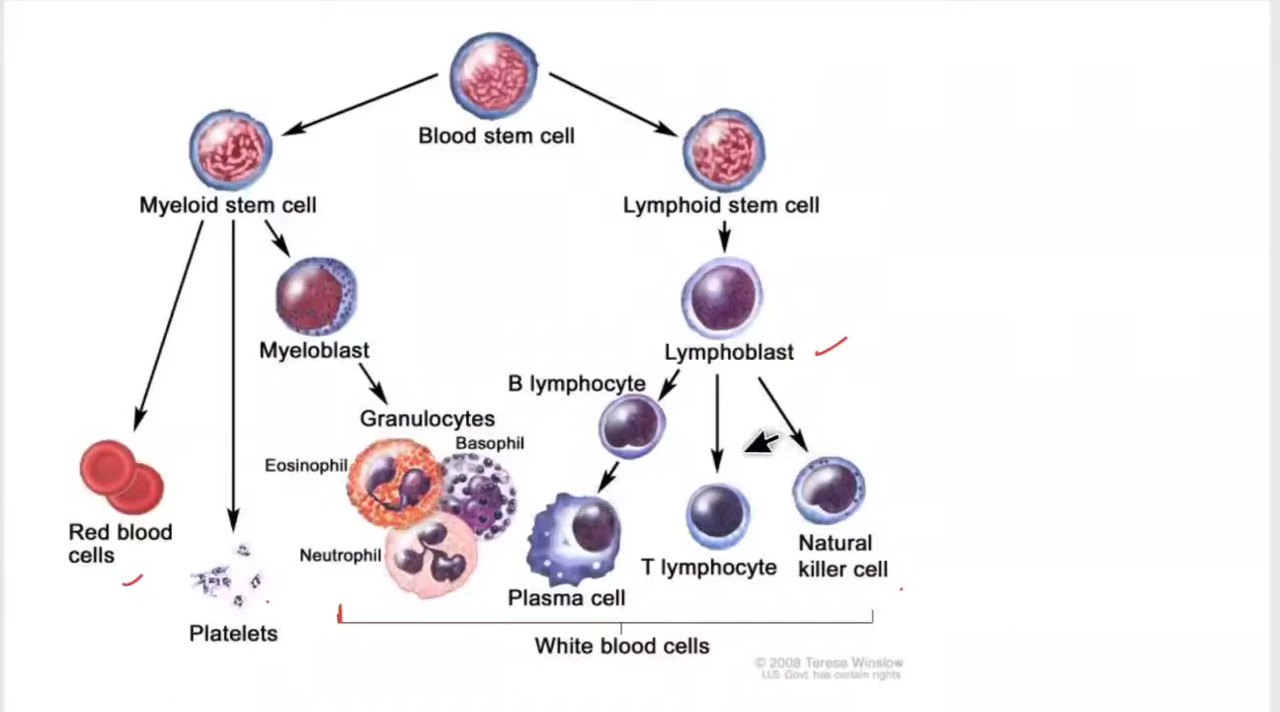 Blood stem cell
Myeloid stem cell
Lymphoid stem cell
Myeloblast
Lymphoblast
B lymphocyte
Granulocytes
Basophil
Eosinophil
Neutrophil
Red blood
cells
Platelets
Plasma cell
T lymphocyte
Natural
killer cell
White blood cells
© 2008 Terese Winslow
U.S. Govt. has certain rights